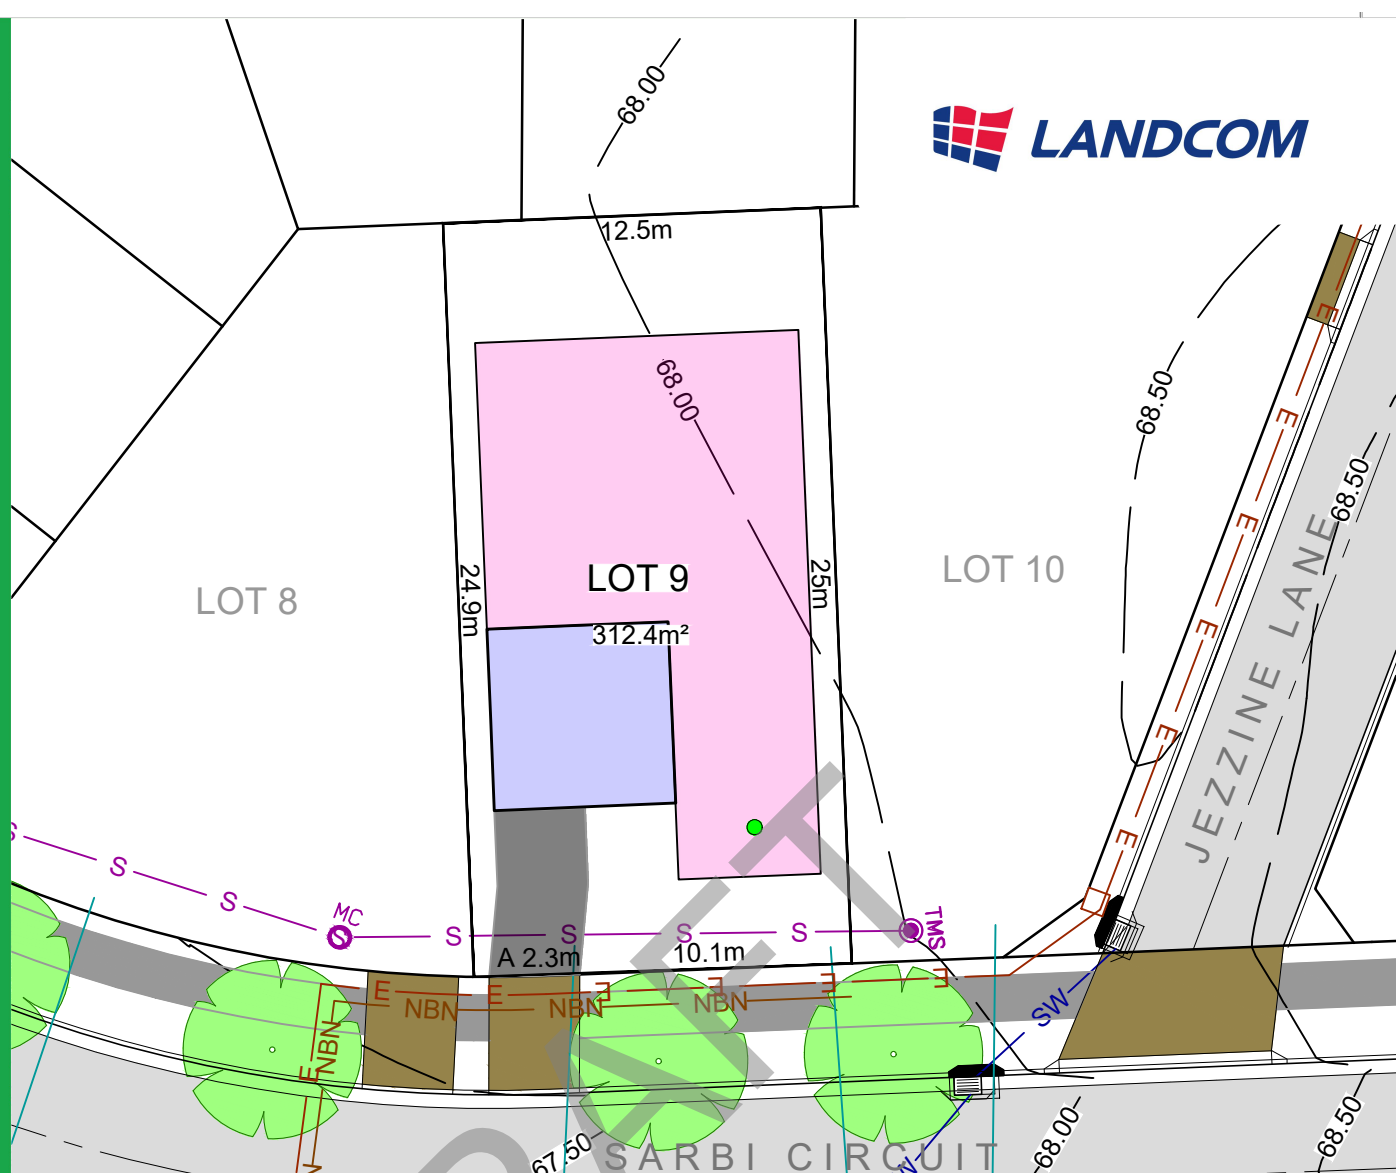 68.00
LANDCOM
12.5m
68.00
68.50
68.50
E
E
E
E
E
E
LOT 9
312.4m²
24.9m
25m
LOT 8
LOT 10
JEZZINE LANE
S
S
S
MC
S
S
S
S
TMS
A 2.3m
10.1m
E
E
E
E
E
E
NBN
NBN
NBN
NBN
E
SW
67.50
SARBI CIRCUIT
68.00
68.50
DRAFT